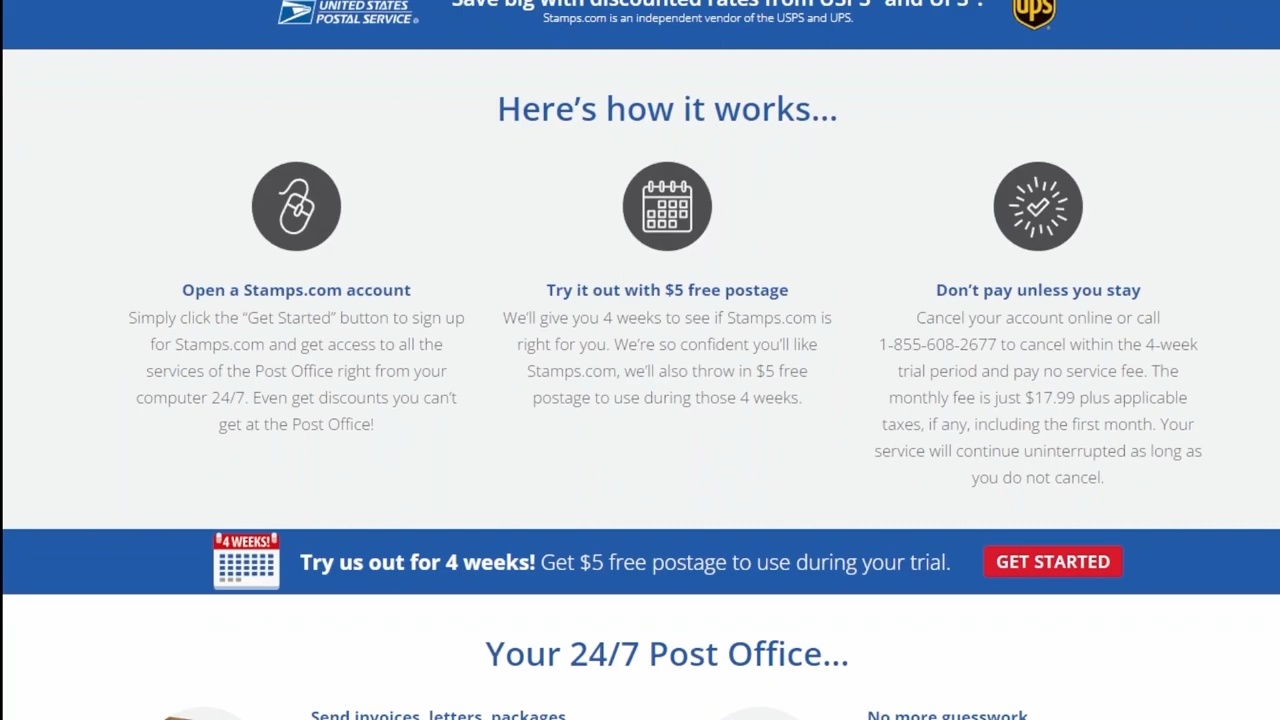 UNITED STATES
POSTAL SERVICE®
Save big with discounted rates from USPS® and UPS®.
Stamps.com is an independent vendor of the USPS and UPS.
ups
Here's how it works...
Open a Stamps.com account
Simply click the “Get Started” button to sign up
for Stamps.com and get access to all the
services of the Post Office right from your
computer 24/7. Even get discounts you can’t
get at the Post Office!
Try it out with $5 free postage
We’ll give you 4 weeks to see if Stamps.com is
right for you. We’re so confident you’ll like
Stamps.com, we’ll also throw in $5 free
postage to use during those 4 weeks.
Don’t pay unless you stay
Cancel your account online or call
1-855-608-2677 to cancel within the 4-week
trial period and pay no service fee. The
monthly fee is just $17.99 plus applicable
taxes, if any, including the first month. Your
service will continue uninterrupted as long as
you do not cancel.
4 WEEKS!
Try us out for 4 weeks! Get $5 free postage to use during your trial.
GET STARTED
Your 24/7 Post Office...
Send invoices, letters, packages
No more guesswork